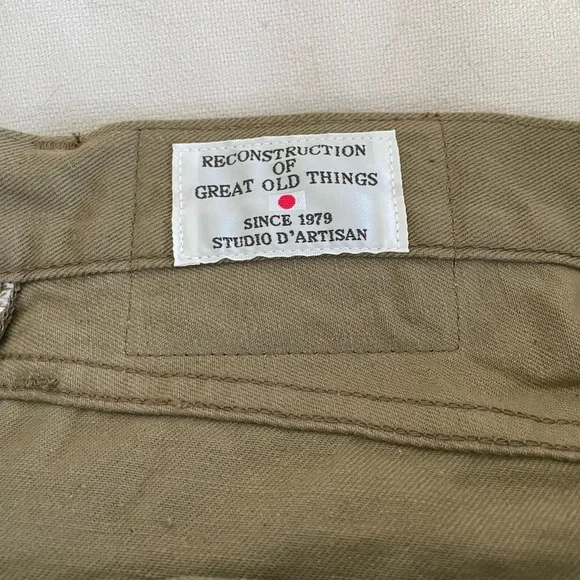 RECONSTRUCTION
OF
GREAT OLD THINGS
SINCE 1979
STUDIO D'ARTISAN